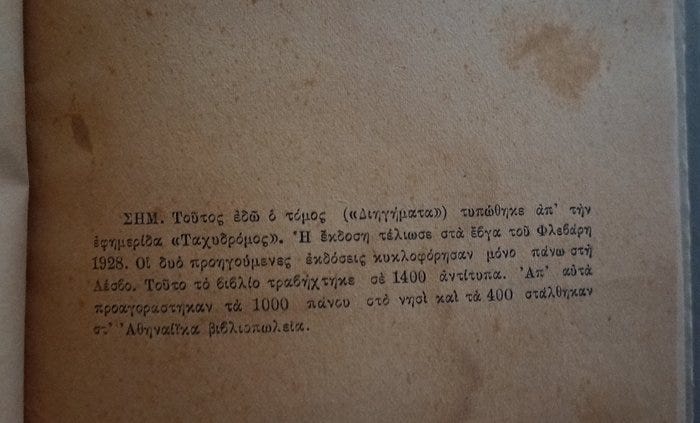 ΣΗΜ. Τοῦτος ἐδῶ ὁ τόμος («Διηγήματα») τυπώθηκε ἀπ’ τὴν
ἐφημερίδα «Ταχυδρόμος». Ἡ ἔκδοση τέλιωσε στὰ ἔβγα τοῦ Φλεβάρη
1928. Οἱ δυὸ προηγούμενες ἐκδόσεις κυκλοφόρησαν μόνο πάνω στὴ
Λέσβο. Τοῦτο τὸ βιβλίο τραβήχτηκε σὲ 1400 ἀντίτυπα. Ἀπ’ αὐτὰ
προαγοραστηκαν τὰ 1000 πάνου στὸ νησὶ καὶ τὰ 400 στάλθηκαν
στ’ Ἀθηναίϊκα βιβλιοπωλεῖα.